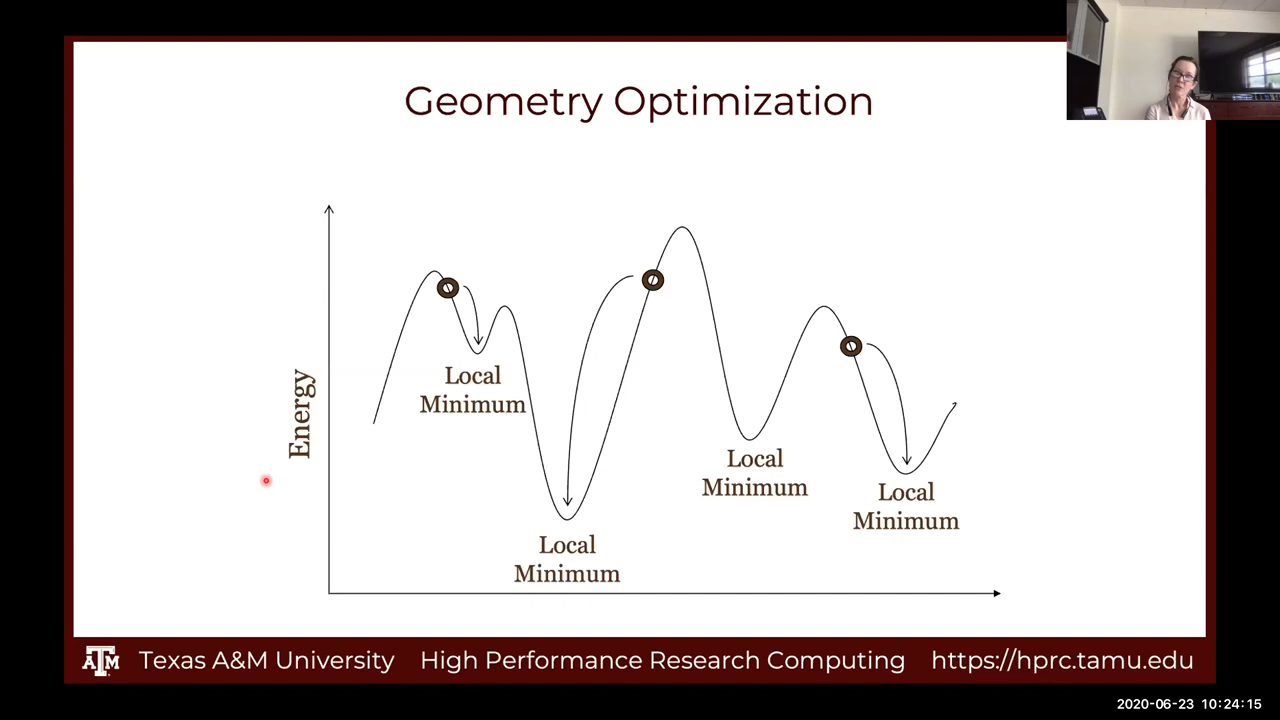 Geometry Optimization
Energy
Local
Minimum
Local
Minimum
Local
Minimum
Local
Minimum
ATM Texas A&M University High Performance Research Computing https://hprc.tamu.edu
2020-06-23 10:24:15